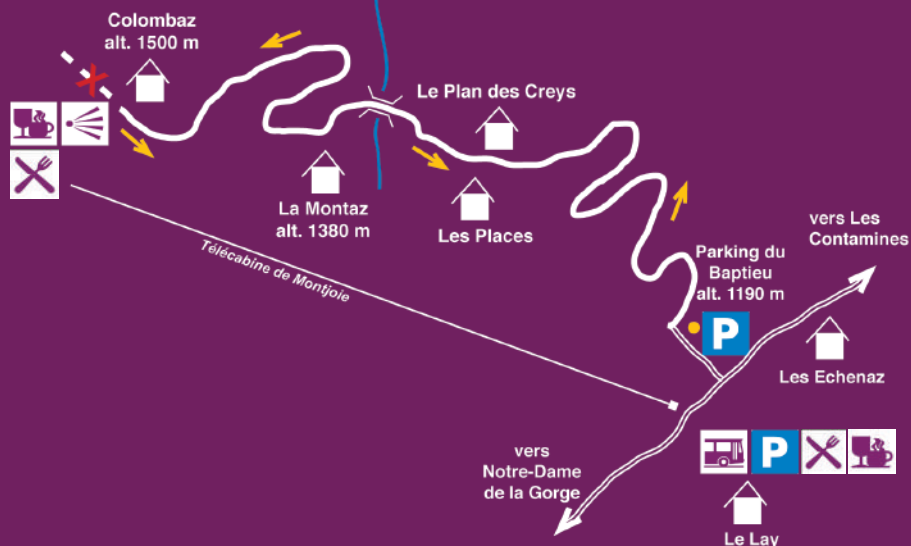 Colombaz
alt. 1500 m
Le Plan des Creys
La Montaz
alt. 1380 m
Les Places
vers Les
Contamines
Parking du
Baptieu
alt. 1190 m
P
Télécabine de Montjoie
Les Echenaz
vers
Notre-Dame
de la Gorge
P
Le Lay